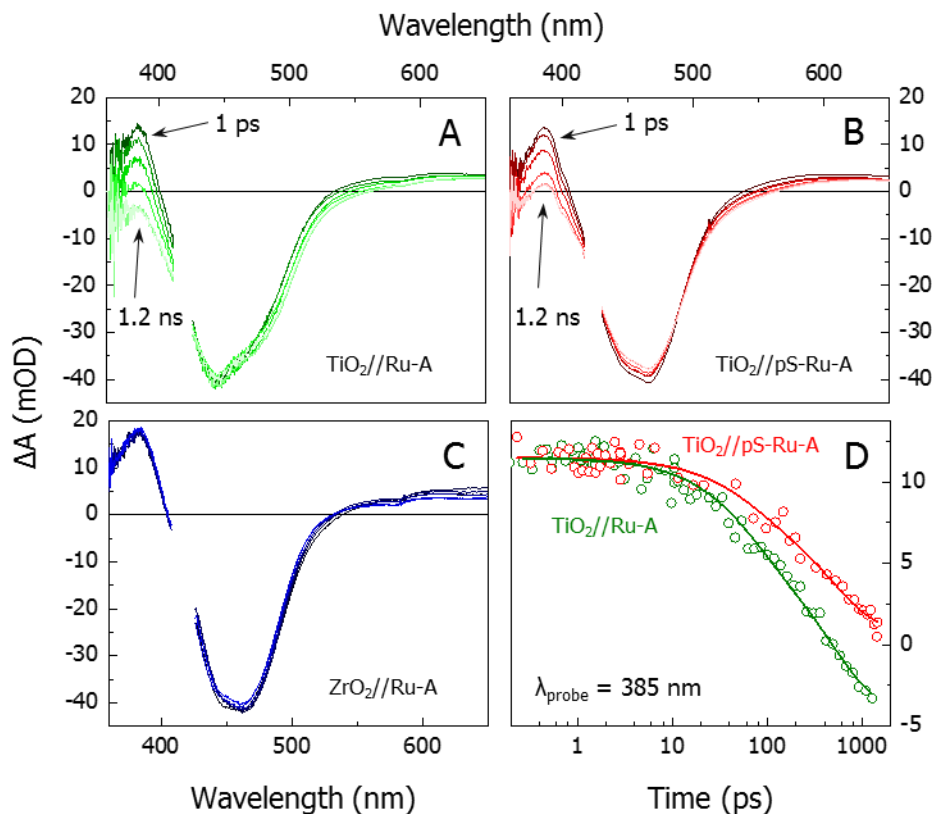 Wavelength (nm)
400 500 600 400 500 600
20 A 1 ps B 1 ps 20
10 10
0 0
-10 -10
-20 -20
1.2 ns 1.2 ns
-30 -30
TiO₂//Ru-A TiO₂//pS-Ru-A
-40 -40
ΔA (mOD)
20 C D
TiO₂//pS-Ru-A
10 10
TiO₂//Ru-A
0 5
-10
-20 0
-30 λprobe = 385 nm
ZrO₂//Ru-A
-40 -5
400 500 600 1 10 100 1000
Wavelength (nm) Time (ps)